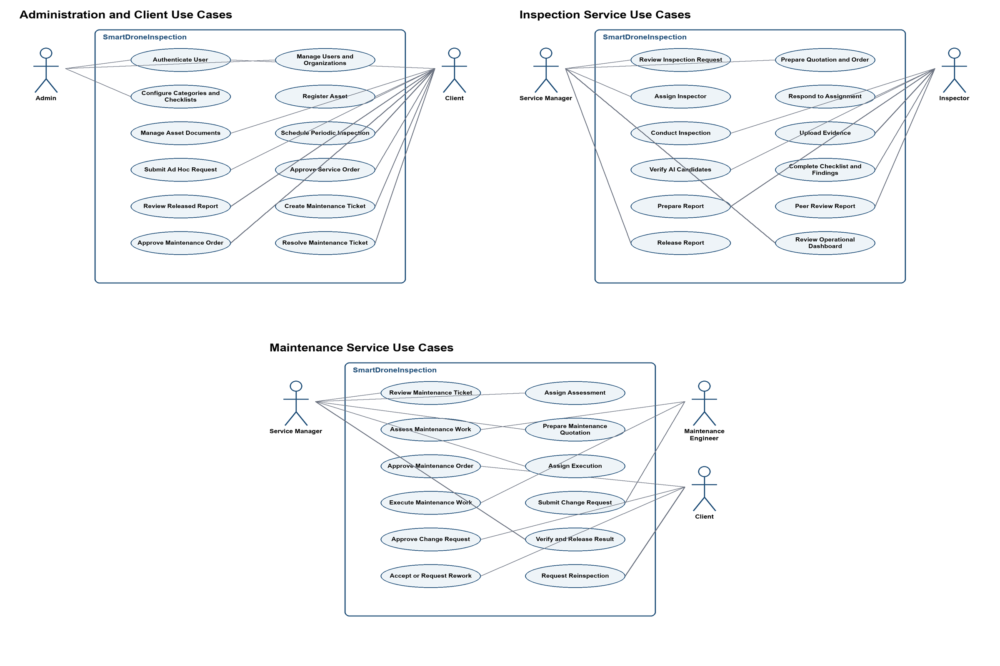 Administration and Client Use Cases
SmartDroneInspection
Admin
Client
Authenticate User
Manage Users and
Organizations
Configure Categories and
Checklists
Register Asset
Manage Asset Documents
Schedule Periodic Inspection
Submit Ad Hoc Request
Approve Service Order
Review Released Report
Create Maintenance Ticket
Approve Maintenance Order
Resolve Maintenance Ticket
Inspection Service Use Cases
SmartDroneInspection
Service Manager
Inspector
Review Inspection Request
Prepare Quotation and Order
Assign Inspector
Respond to Assignment
Conduct Inspection
Upload Evidence
Verify AI Candidates
Complete Checklist and
Findings
Prepare Report
Peer Review Report
Release Report
Review Operational
Dashboard
Maintenance Service Use Cases
SmartDroneInspection
Service Manager
Maintenance
Engineer
Client
Review Maintenance Ticket
Assign Assessment
Assess Maintenance Work
Prepare Maintenance
Quotation
Approve Maintenance Order
Assign Execution
Execute Maintenance Work
Submit Change Request
Approve Change Request
Verify and Release Result
Accept or Request Rework
Request Reinspection